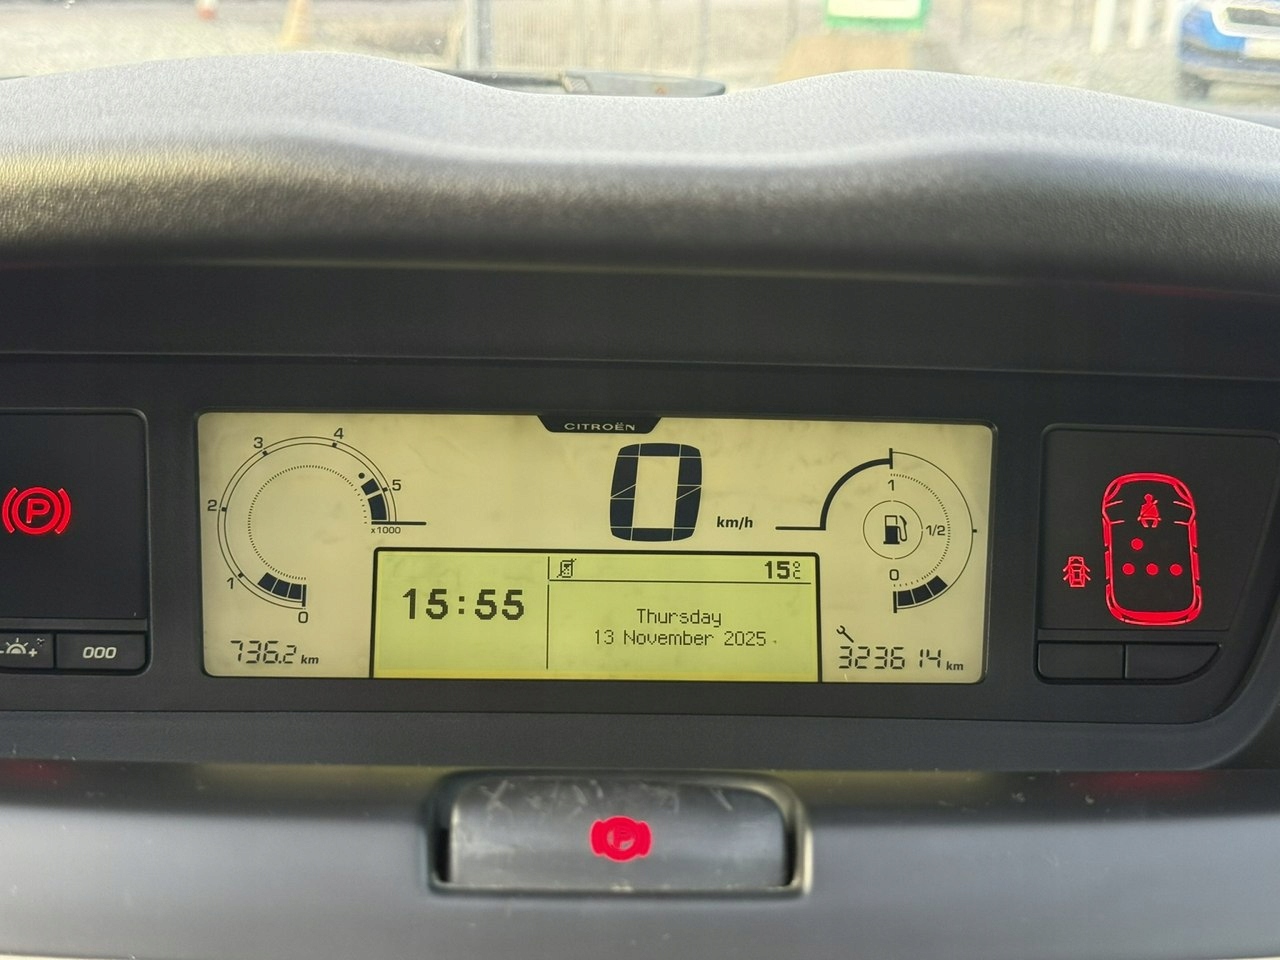 CITROËN
4
3
5
2
x1000
1
0
0
km/h
1
1/2
0
15°C
15:55
Thursday
13 November 2025
736.2 km
323614 km
P
000
P